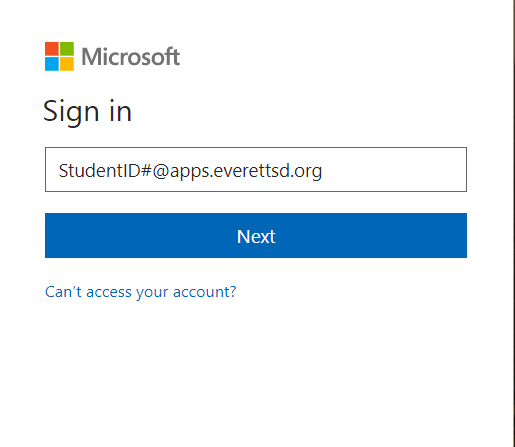 Microsoft
Sign in
StudentID#@apps.everettsd.org
Next
Can't access your account?